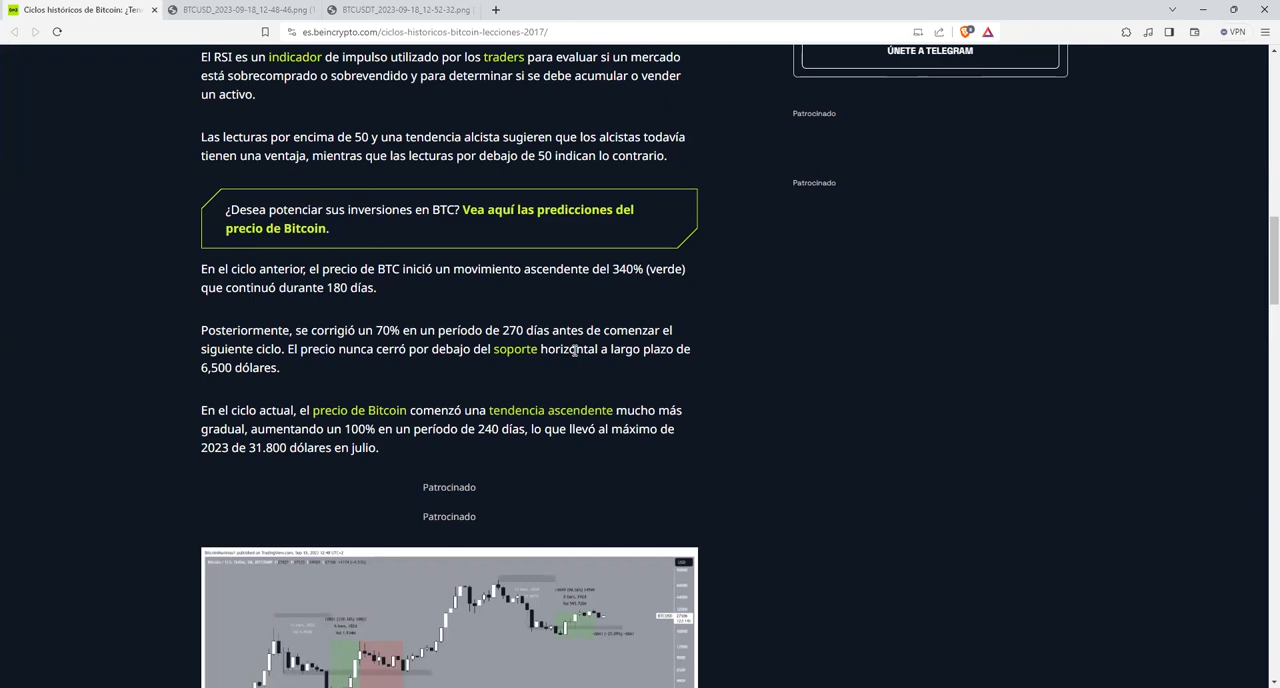 Ciclos históricos de Bitcoin: ¿Ten
BTCUSD_2023-09-18_12-48-46.png (1
BTCUSDT_2023-09-18_12-52-32.png (
es.beincrypto.com/ciclos-historicos-bitcoin-lecciones-2017/
VPN
El RSI es un indicador de impulso utilizado por los traders para evaluar si un mercado
está sobrecomprado o sobrevendido y para determinar si se debe acumular o vender
un activo.
Las lecturas por encima de 50 y una tendencia alcista sugieren que los alcistas todavía
tienen una ventaja, mientras que las lecturas por debajo de 50 indican lo contrario.
¿Desea potenciar sus inversiones en BTC? Vea aquí las predicciones del
precio de Bitcoin.
En el ciclo anterior, el precio de BTC inició un movimiento ascendente del 340% (verde)
que continuó durante 180 días.
Posteriormente, se corrigió un 70% en un período de 270 días antes de comenzar el
siguiente ciclo. El precio nunca cerró por debajo del soporte horizontal a largo plazo de
6,500 dólares.
En el ciclo actual, el precio de Bitcoin comenzó una tendencia ascendente mucho más
gradual, aumentando un 100% en un período de 240 días, lo que llevó al máximo de
2023 de 31.800 dólares en julio.
Patrocinado
Patrocinado
ÚNETE A TELEGRAM
Patrocinado
Patrocinado
USD
BTCUSD